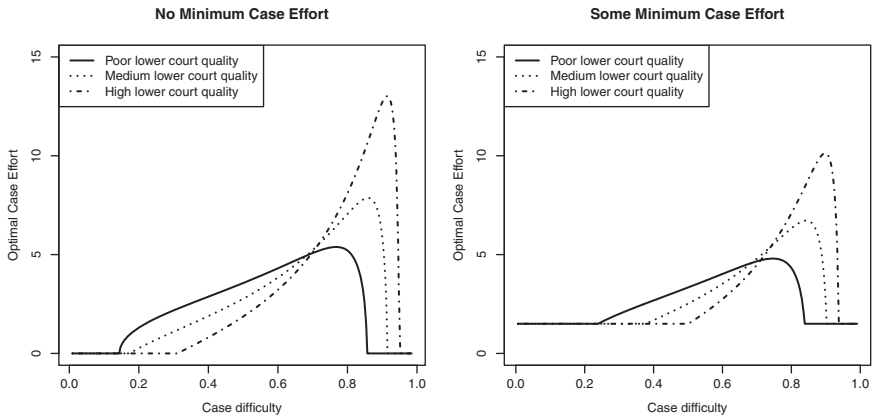 No Minimum Case Effort
15
10
5
0
Optimal Case Effort
Poor lower court quality
Medium lower court quality
High lower court quality
0.0 0.2 0.4 0.6 0.8 1.0
Case difficulty
Some Minimum Case Effort
15
10
5
0
Optimal Case Effort
Poor lower court quality
Medium lower court quality
High lower court quality
0.0 0.2 0.4 0.6 0.8 1.0
Case difficulty